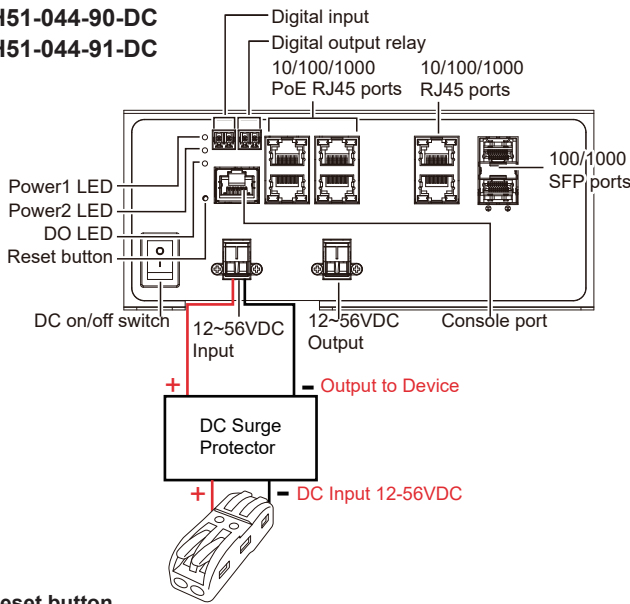 H51-044-90-DC
H51-044-91-DC
Digital input
Digital output relay
10/100/1000
PoE RJ45 ports
10/100/1000
RJ45 ports
100/1000
SFP ports
Power1 LED
Power2 LED
DO LED
Reset button
DC on/off switch
12~56VDC
Input
12~56VDC
Output
Console port
+
- Output to Device
DC Surge
Protector
+
- DC Input 12-56VDC
eset button